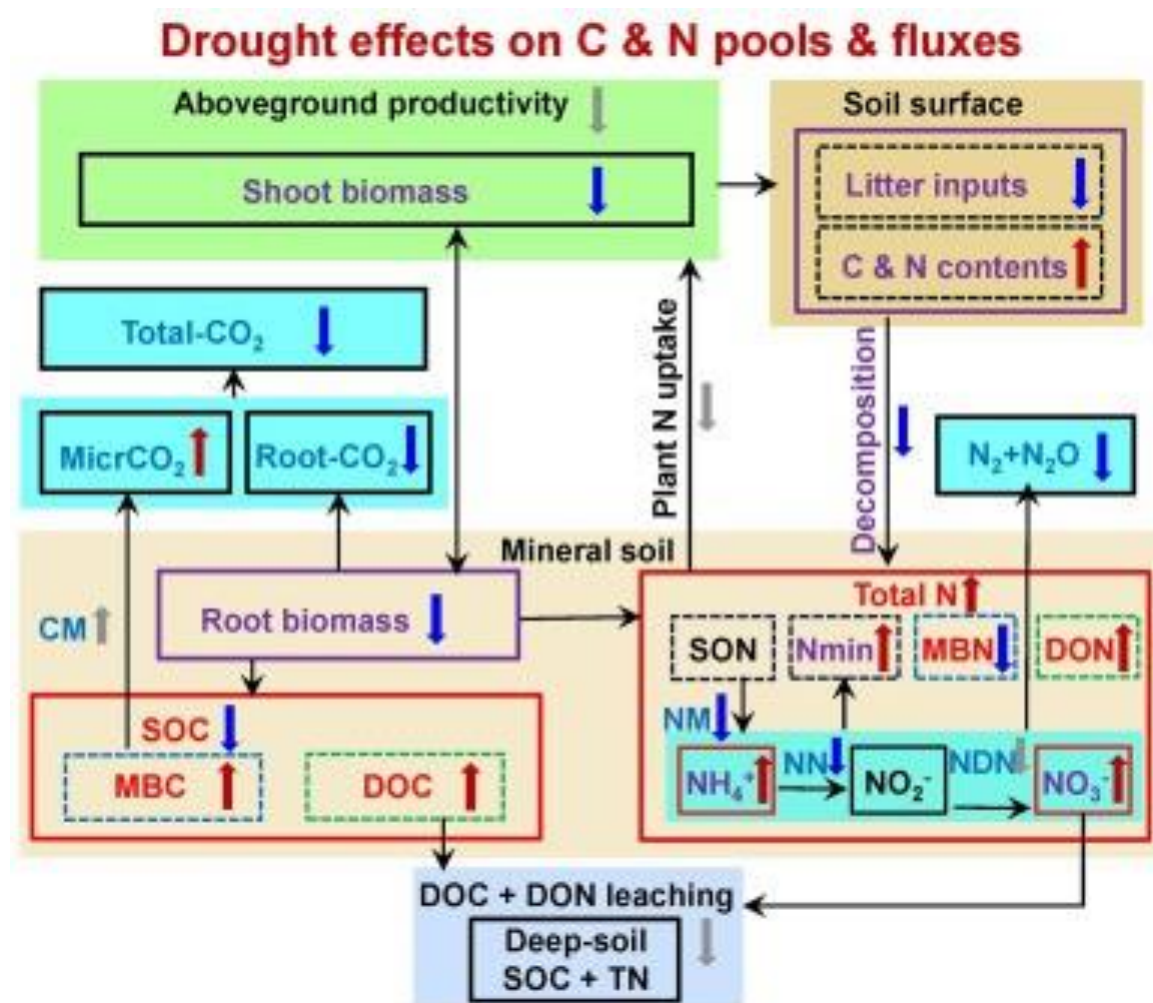 Drought effects on C & N pools & fluxes
Aboveground productivity
Shoot biomass
Soil surface
Litter inputs
C & N contents
Total-CO₂
MicrCO₂
Root-CO₂
Plant N uptake
Decomposition
N₂+N₂O
Mineral soil
Root biomass
CM
Total N
SON
Nmin
MBN
DON
SOC
MBC
DOC
NM
NH₄⁺
NN
NO₂⁻
NDN
NO₃⁻
DOC + DON leaching
Deep-soil
SOC + TN